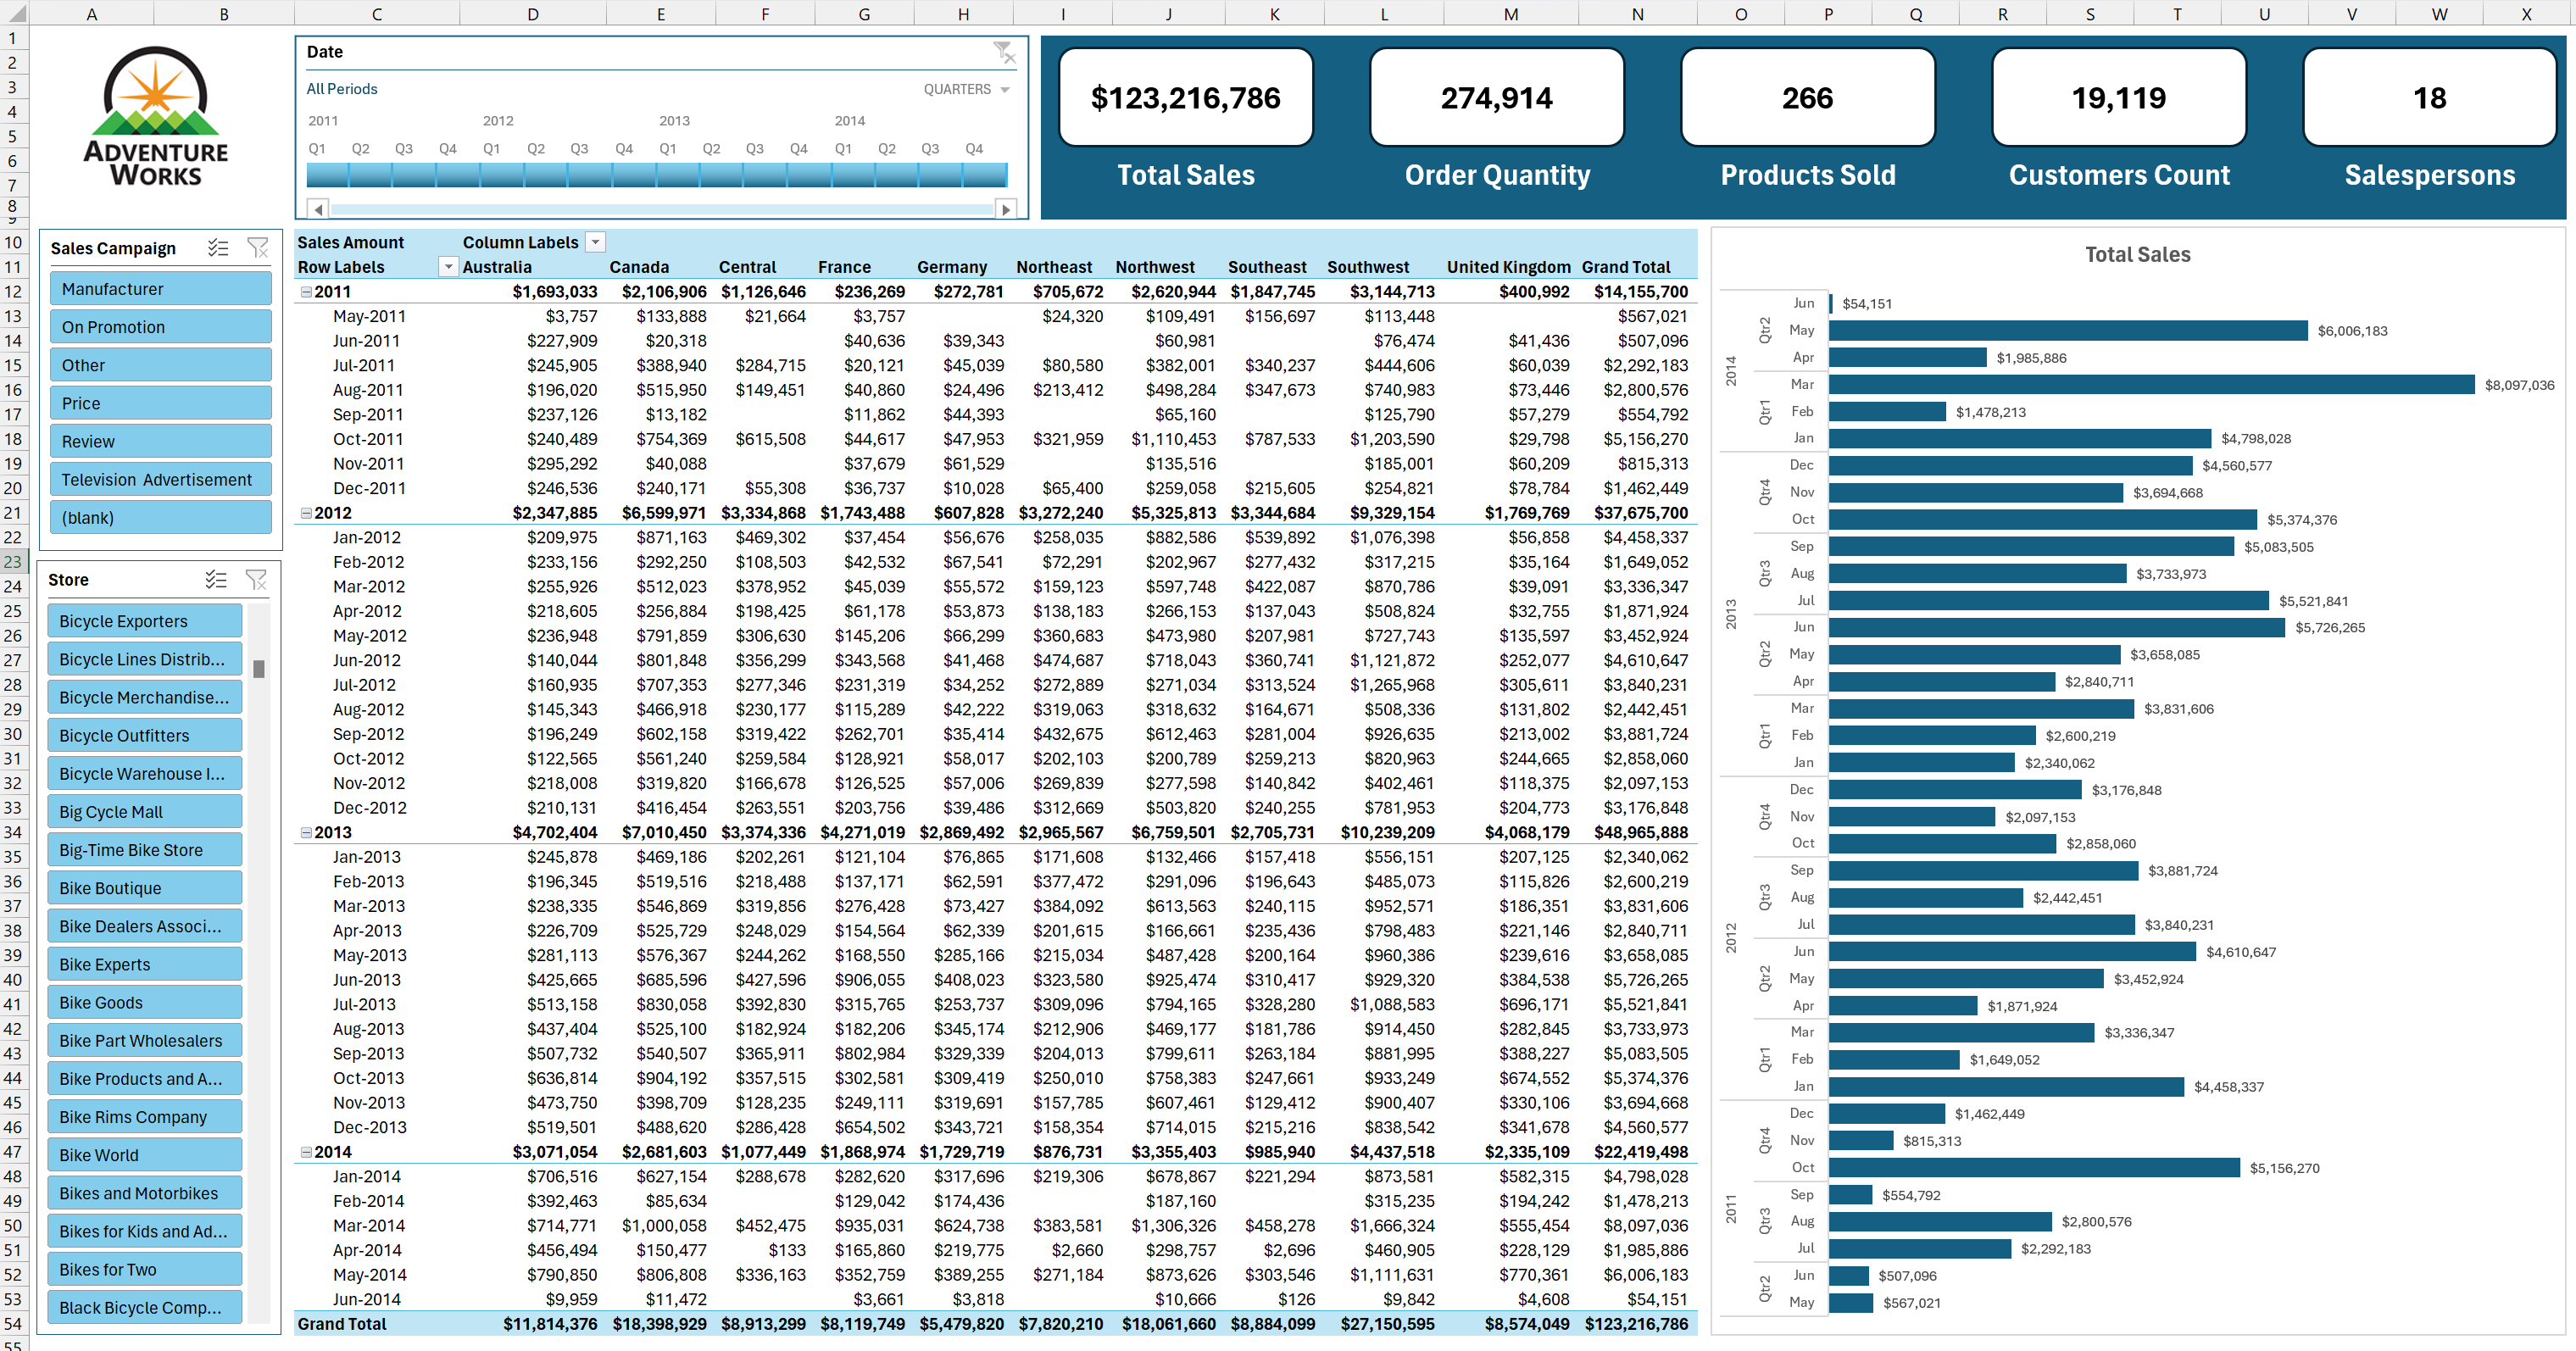 A B C D E F G H I J K L M N O P Q R S T U V W X
1
2
3
4
5
6
7
8
9
10
11
12
13
14
15
16
17
18
19
20
21
22
23
24
25
26
27
28
29
30
31
32
33
34
35
36
37
38
39
40
41
42
43
44
45
46
47
48
49
50
51
52
53
54
55
ADVENTURE
WORKS
Date
All Periods QUARTERS
2011 2012 2013 2014
Q1 Q2 Q3 Q4 Q1 Q2 Q3 Q4 Q1 Q2 Q3 Q4 Q1 Q2 Q3 Q4
$123,216,786 274,914 266 19,119 18
Total Sales Order Quantity Products Sold Customers Count Salespersons
Sales Campaign
Manufacturer
On Promotion
Other
Price
Review
Television Advertisement
(blank)
Store
Bicycle Exporters
Bicycle Lines Distrib...
Bicycle Merchandise...
Bicycle Outfitters
Bicycle Warehouse I...
Big Cycle Mall
Big-Time Bike Store
Bike Boutique
Bike Dealers Associ...
Bike Experts
Bike Goods
Bike Part Wholesalers
Bike Products and A...
Bike Rims Company
Bike World
Bikes and Motorbikes
Bikes for Kids and Ad...
Bikes for Two
Black Bicycle Comp...
Sales Amount Column Labels
Row Labels Australia Canada Central France Germany Northeast Northwest Southeast Southwest United Kingdom Grand Total
2011 $1,693,033 $2,106,906 $1,126,646 $236,269 $272,781 $705,672 $2,620,944 $1,847,745 $3,144,713 $400,992 $14,155,700
May-2011 $3,757 $133,888 $21,664 $3,757 $24,320 $109,491 $156,697 $113,448 $567,021
Jun-2011 $227,909 $20,318 $40,636 $39,343 $60,981 $76,474 $41,436 $507,096
Jul-2011 $245,905 $388,940 $284,715 $20,121 $45,039 $80,580 $382,001 $340,237 $444,606 $60,039 $2,292,183
Aug-2011 $196,020 $515,950 $149,451 $40,860 $24,496 $213,412 $498,284 $347,673 $740,983 $73,446 $2,800,576
Sep-2011 $237,126 $13,182 $11,862 $44,393 $65,160 $125,790 $57,279 $554,792
Oct-2011 $240,489 $754,369 $615,508 $44,617 $47,953 $321,959 $1,110,453 $787,533 $1,203,590 $29,798 $5,156,270
Nov-2011 $295,292 $40,088 $37,679 $61,529 $135,516 $185,001 $60,209 $815,313
Dec-2011 $246,536 $240,171 $55,308 $36,737 $10,028 $65,400 $259,058 $215,605 $254,821 $78,784 $1,462,449
2012 $2,347,885 $6,599,971 $3,334,868 $1,743,488 $607,828 $3,272,240 $5,325,813 $3,344,684 $9,329,154 $1,769,769 $37,675,700
Jan-2012 $209,975 $871,163 $469,302 $37,454 $56,676 $258,035 $882,586 $539,892 $1,076,398 $56,858 $4,458,337
Feb-2012 $233,156 $292,250 $108,503 $42,532 $67,541 $72,291 $202,967 $277,432 $317,215 $35,164 $1,649,052
Mar-2012 $255,926 $512,023 $378,952 $45,039 $55,572 $159,123 $597,748 $422,087 $870,786 $39,091 $3,336,347
Apr-2012 $218,605 $256,884 $198,425 $61,178 $53,873 $138,183 $266,153 $137,043 $508,824 $32,755 $1,871,924
May-2012 $236,948 $791,859 $306,630 $145,206 $66,299 $360,683 $473,980 $207,981 $727,743 $135,597 $3,452,924
Jun-2012 $140,044 $801,848 $356,299 $343,568 $41,468 $474,687 $718,043 $360,741 $1,121,872 $252,077 $4,610,647
Jul-2012 $160,935 $707,353 $277,346 $231,319 $34,252 $272,889 $271,034 $313,524 $1,265,968 $305,611 $3,840,231
Aug-2012 $145,343 $466,918 $230,177 $115,289 $42,222 $319,063 $318,632 $164,671 $508,336 $131,802 $2,442,451
Sep-2012 $196,249 $602,158 $319,422 $262,701 $35,414 $432,675 $612,463 $281,004 $926,635 $213,002 $3,881,724
Oct-2012 $122,565 $561,240 $259,584 $128,921 $58,017 $202,103 $200,789 $259,213 $820,963 $244,665 $2,858,060
Nov-2012 $218,008 $319,820 $166,678 $126,525 $57,006 $269,839 $277,598 $140,842 $402,461 $118,375 $2,097,153
Dec-2012 $210,131 $416,454 $263,551 $203,756 $39,486 $312,669 $503,820 $240,255 $781,953 $204,773 $3,176,848
2013 $4,702,404 $7,010,450 $3,374,336 $4,271,019 $2,869,492 $2,965,567 $6,759,501 $2,705,731 $10,239,209 $4,068,179 $48,965,888
Jan-2013 $245,878 $469,186 $202,261 $121,104 $76,865 $171,608 $132,466 $157,418 $556,151 $207,125 $2,340,062
Feb-2013 $196,345 $519,516 $218,488 $137,171 $62,591 $377,472 $291,096 $196,643 $485,073 $115,826 $2,600,219
Mar-2013 $238,335 $546,869 $319,856 $276,428 $73,427 $384,092 $613,563 $240,115 $952,571 $186,351 $3,831,606
Apr-2013 $226,709 $525,729 $248,029 $154,564 $62,339 $201,615 $166,661 $235,436 $798,483 $221,146 $2,840,711
May-2013 $281,113 $576,367 $244,262 $168,550 $285,166 $215,034 $487,428 $200,164 $960,386 $239,616 $3,658,085
Jun-2013 $425,665 $685,596 $427,596 $906,055 $408,023 $323,580 $925,474 $310,417 $929,320 $384,538 $5,726,265
Jul-2013 $513,158 $830,058 $392,830 $315,765 $253,737 $309,096 $794,165 $328,280 $1,088,583 $696,171 $5,521,841
Aug-2013 $437,404 $525,100 $182,924 $182,206 $345,174 $212,906 $469,177 $181,786 $914,450 $282,845 $3,733,973
Sep-2013 $507,732 $540,507 $365,911 $802,984 $329,339 $204,013 $799,611 $263,184 $881,995 $388,227 $5,083,505
Oct-2013 $636,814 $904,192 $357,515 $302,581 $309,419 $250,010 $758,383 $247,661 $933,249 $674,552 $5,374,376
Nov-2013 $473,750 $398,709 $128,235 $249,111 $319,691 $157,785 $607,461 $129,412 $900,407 $330,106 $3,694,668
Dec-2013 $519,501 $488,620 $286,428 $654,502 $343,721 $158,354 $714,015 $215,216 $838,542 $341,678 $4,560,577
2014 $3,071,054 $2,681,603 $1,077,449 $1,868,974 $1,729,719 $876,731 $3,355,403 $985,940 $4,437,518 $2,335,109 $22,419,498
Jan-2014 $706,516 $627,154 $288,678 $282,620 $317,696 $219,306 $678,867 $221,294 $873,581 $582,315 $4,798,028
Feb-2014 $392,463 $85,634 $129,042 $174,436 $187,160 $315,235 $194,242 $1,478,213
Mar-2014 $714,771 $1,000,058 $452,475 $935,031 $624,738 $383,581 $1,306,326 $458,278 $1,666,324 $555,454 $8,097,036
Apr-2014 $456,494 $150,477 $133 $165,860 $219,775 $2,660 $298,757 $2,696 $460,905 $228,129 $1,985,886
May-2014 $790,850 $806,808 $336,163 $352,759 $389,255 $271,184 $873,626 $303,546 $1,111,631 $770,361 $6,006,183
Jun-2014 $9,959 $11,472 $3,661 $3,818 $10,666 $126 $9,842 $4,608 $54,151
Grand Total $11,814,376 $18,398,929 $8,913,299 $8,119,749 $5,479,820 $7,820,210 $18,061,660 $8,884,099 $27,150,595 $8,574,049 $123,216,786
Total Sales
2014
Qtr2
Jun $54,151
May $6,006,183
Apr $1,985,886
Qtr1
Mar $8,097,036
Feb $1,478,213
Jan $4,798,028
2013
Qtr4
Dec $4,560,577
Nov $3,694,668
Oct $5,374,376
Qtr3
Sep $5,083,505
Aug $3,733,973
Jul $5,521,841
Qtr2
Jun $5,726,265
May $3,658,085
Apr $2,840,711
Qtr1
Mar $3,831,606
Feb $2,600,219
Jan $2,340,062
2012
Qtr4
Dec $3,176,848
Nov $2,097,153
Oct $2,858,060
Qtr3
Sep $3,881,724
Aug $2,442,451
Jul $3,840,231
Qtr2
Jun $4,610,647
May $3,452,924
Apr $1,871,924
Qtr1
Mar $3,336,347
Feb $1,649,052
Jan $4,458,337
2011
Qtr4
Dec $1,462,449
Nov $815,313
Oct $5,156,270
Qtr3
Sep $554,792
Aug $2,800,576
Jul $2,292,183
Qtr2
Jun $507,096
May $567,021